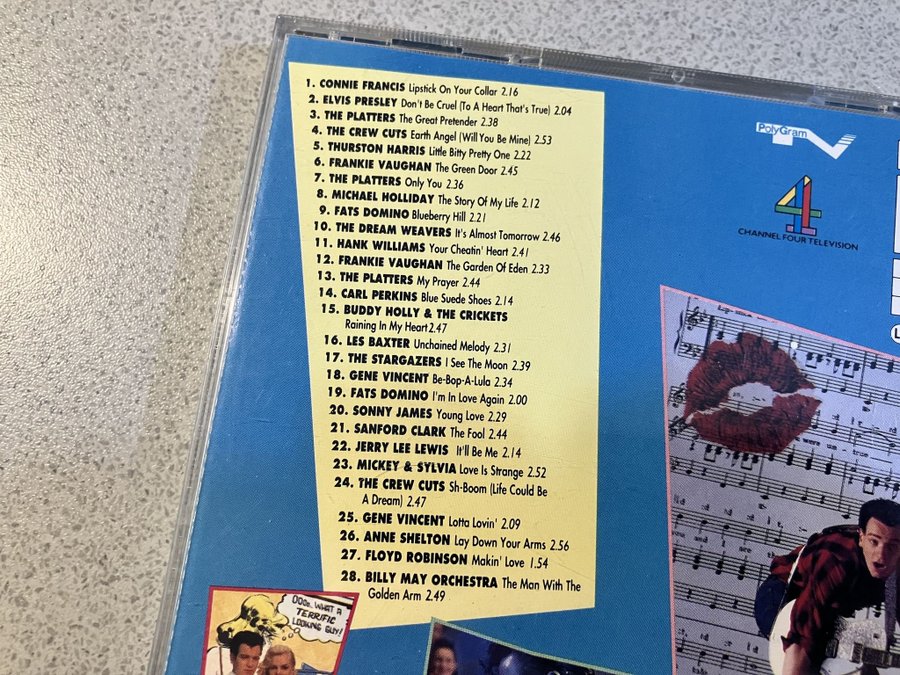 1. CONNIE FRANCIS Lipstick On Your Collar 2.16
2. ELVIS PRESLEY Don't Be Cruel (To A Heart That's True) 2.04
3. THE PLATTERS The Great Pretender 2.38
4. THE CREW CUTS Earth Angel (Will You Be Mine) 2.53
5. THURSTON HARRIS Little Bitty Pretty One 2.22
6. FRANKIE VAUGHAN The Green Door 2.45
7. THE PLATTERS Only You 2.36
8. MICHAEL HOLLIDAY The Story Of My Life 2.12
9. FATS DOMINO Blueberry Hill 2.21
10. THE DREAM WEAVERS It's Almost Tomorrow 2.46
11. HANK WILLIAMS Your Cheatin' Heart 2.41
12. FRANKIE VAUGHAN The Garden Of Eden 2.33
13. THE PLATTERS My Prayer 2.44
14. CARL PERKINS Blue Suede Shoes 2.14
15. BUDDY HOLLY & THE CRICKETS
Raining In My Heart 2.47
16. LES BAXTER Unchained Melody 2.31
17. THE STARGAZERS I See The Moon 2.39
18. GENE VINCENT Be-Bop-A-Lula 2.34
19. FATS DOMINO I'm In Love Again 2.00
20. SONNY JAMES Young Love 2.29
21. SANFORD CLARK The Fool 2.44
22. JERRY LEE LEWIS It'll Be Me 2.14
23. MICKEY & SYLVIA Love Is Strange 2.52
24. THE CREW CUTS Sh-Boom (Life Could Be
A Dream) 2.47
25. GENE VINCENT Lotta Lovin' 2.09
26. ANNE SHELTON Lay Down Your Arms 2.56
27. FLOYD ROBINSON Makin' Love 1.54
28. BILLY MAY ORCHESTRA The Man With The
Golden Arm 2.49
PolyGram
TV
4
CHANNEL FOUR TELEVISION
OOOO.. WHAT A
TERRIFIC
LOOKING GUY!